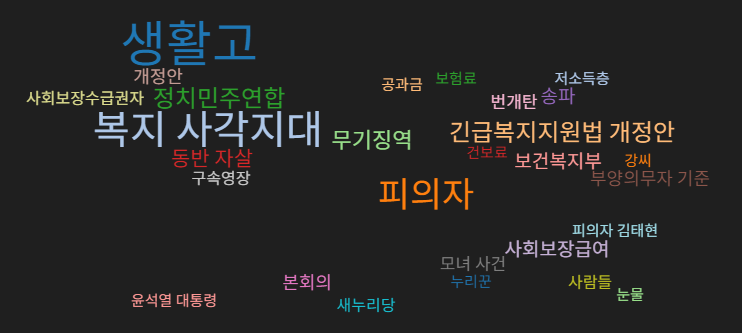 생활고
개정안
공과금
보험료
저소득층
사회보장수급권자
정치민주연합
번개탄
송파
복지 사각지대
무기징역
긴급복지지원법 개정안
동반 자살
건보료
보건복지부
강씨
구속영장
부양의무자 기준
피의자
피의자 김태현
사회보장급여
모녀 사건
본회의
누리꾼
사람들
눈물
윤석열 대통령
새누리당